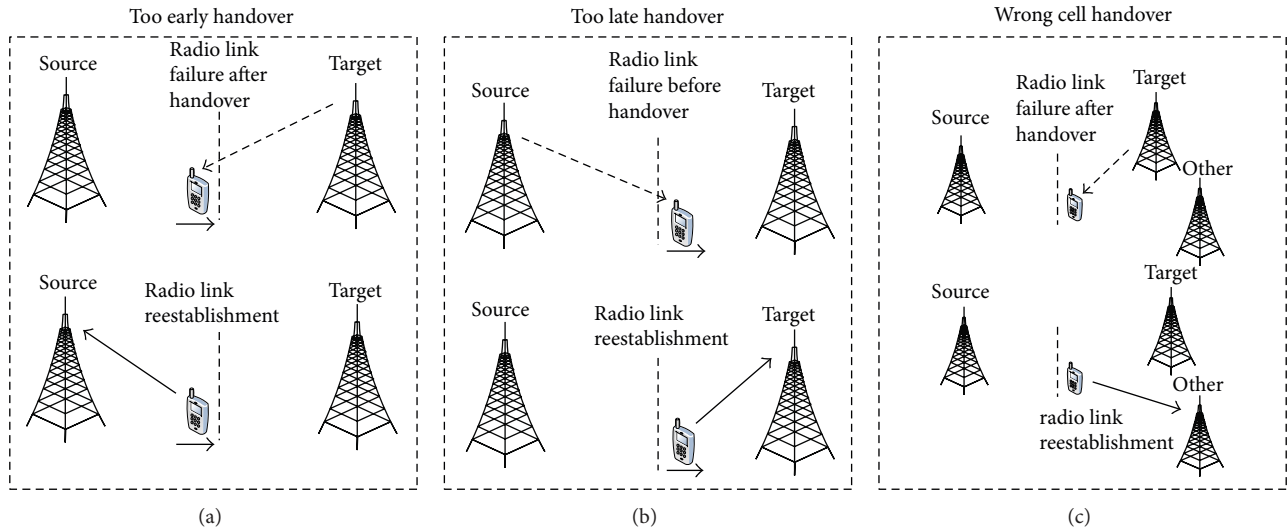 Too early handover
Source
Radio link
failure after
handover
Target
Source
Radio link
reestablishment
Target
(a)
Too late handover
Source
Radio link
failure before
handover
Target
Source
Radio link
reestablishment
Target
(b)
Wrong cell handover
Source
Radio link
failure after
handover
Target
Other
Source
Target
Other
radio link
reestablishment
(c)